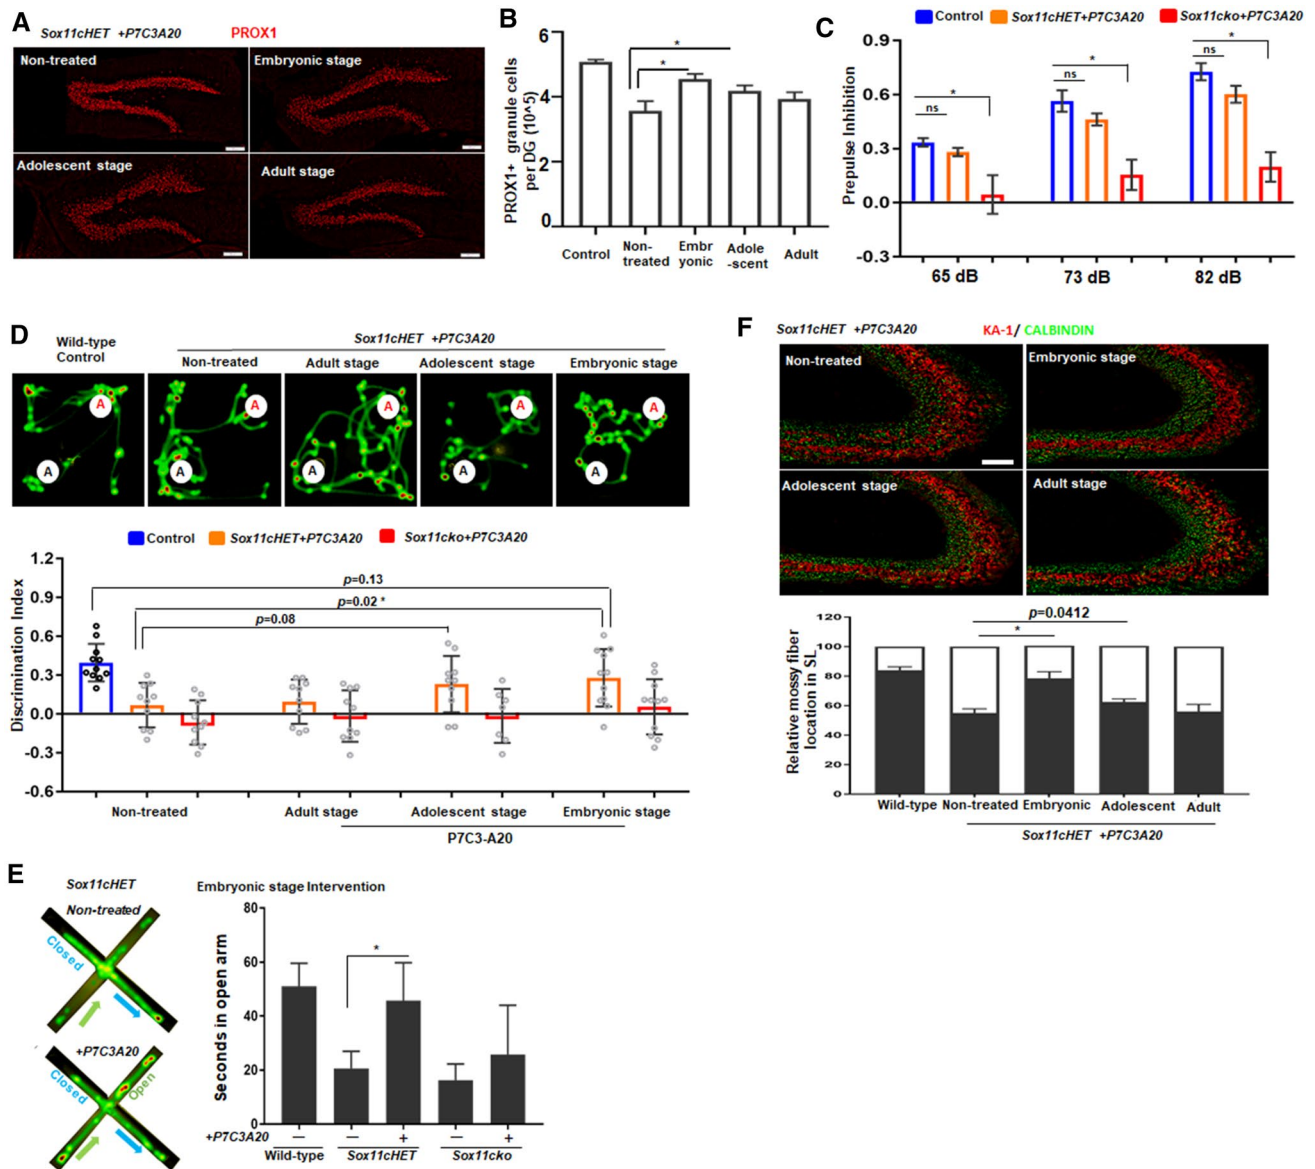 A
Sox11cHET +P7C3A20 PROX1
Non-treated
Embryonic stage
Adolescent stage
Adult stage
B
PROX1+ granule cells
per DG (10^5)
6
4
2
0
*
*
Control
Non-
treated
Embr
yonic
Adole
-scent
Adult
C
Control
Sox11cHET+P7C3A20
Sox11cko+P7C3A20
Prepulse Inhibition
0.9
0.6
0.3
0.0
-0.3
*
ns
*
ns
*
ns
65 dB
73 dB
82 dB
D
Wild-type
Control
Sox11cHET +P7C3A20
Non-treated
Adult stage
Adolescent stage
Embryonic stage
A
A
A
A
A
A
A
A
A
A
Control
Sox11cHET+P7C3A20
Sox11cko+P7C3A20
Discrimination Index
1.2
0.9
0.6
0.3
0.0
-0.3
-0.6
p=0.13
p=0.02 *
p=0.08
Non-treated
Adult stage
Adolescent stage
Embryonic stage
P7C3-A20
E
Sox11cHET
Non-treated
Closed
+P7C3A20
Closed
Open
Embryonic stage Intervention
Seconds in open arm
80
60
40
20
0
*
+P7C3A20 — — + — +
Wild-type
Sox11cHET
Sox11cko
F
Sox11cHET +P7C3A20
KA-1/ CALBINDIN
Non-treated
Embryonic stage
Adolescent stage
Adult stage
Relative mossy fiber
location in SL
120
100
80
60
40
20
0
p=0.0412
*
Wild-type
Non-treated
Embryonic
Adolescent
Adult
Sox11cHET +P7C3A20